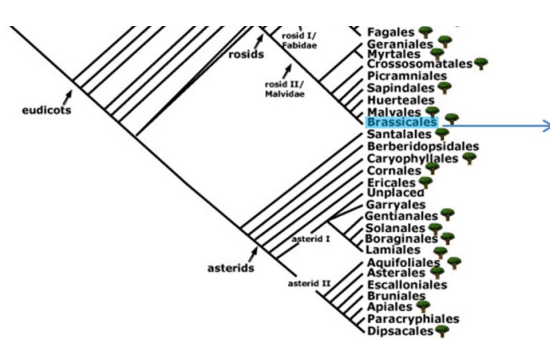 Fagales
rosid I/
Fabidae
Geraniales
rosids
Myrtales
Crossosomatales
Picramniales
rosid II/
Malvidae
Sapindales
Huerteales
eudicots
Malvales
Brassicales
Santalales
Berberidopsidales
Caryophyllales
Cornales
Ericales
Unplaced
Garryales
Gentianales
Solanales
asterid I
Boraginales
Lamiales
asterids
Aquifoliales
Asterales
asterid II
Escalloniales
Bruniales
Apiales
Paracryphiales
Dipsacales